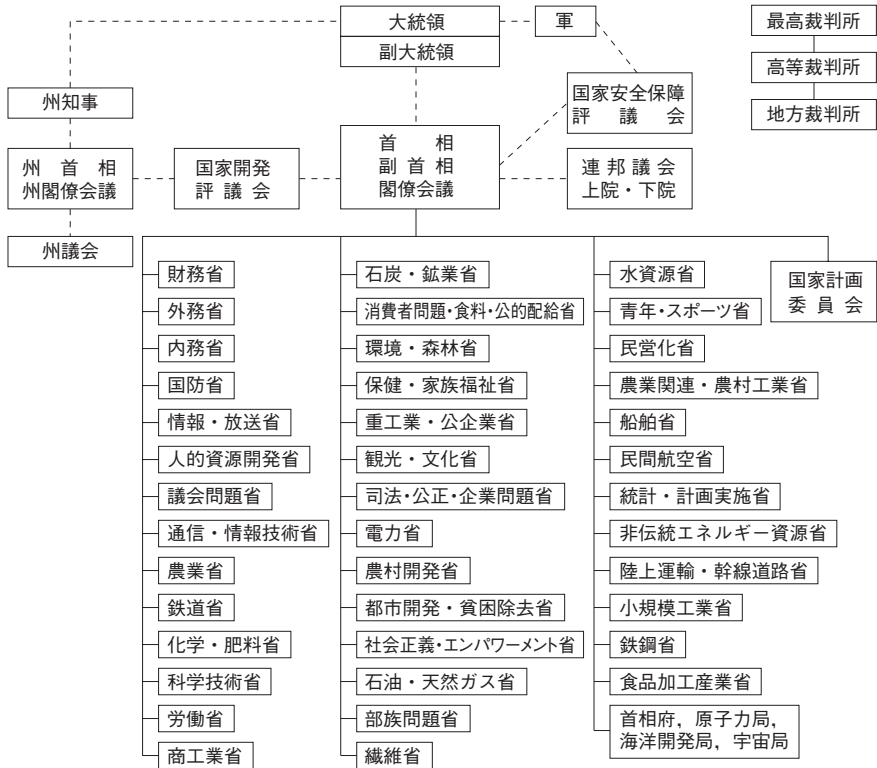 大統領
副大統領
軍
最高裁判所
高等裁判所
地方裁判所
州知事
国家安全保障
評議会
州首相
州閣僚会議
国家開発
評議会
首相
副首相
閣僚会議
連邦議会
上院・下院
州議会
財務省
外務省
内務省
国防省
情報・放送省
人的資源開発省
議会問題省
通信・情報技術省
農業省
鉄道省
化学・肥料省
科学技術省
労働省
商工業省
石炭・鉱業省
消費者問題・食料・公的配給省
環境・森林省
保健・家族福祉省
重工業・公企業省
観光・文化省
司法・公正・企業問題省
電力省
農村開発省
都市開発・貧困除去省
社会正義・エンパワーメント省
石油・天然ガス省
部族問題省
繊維省
水資源省
青年・スポーツ省
民営化省
農業関連・農村工業省
船舶省
民間航空省
統計・計画実施省
非伝統エネルギー資源省
陸上運輸・幹線道路省
小規模工業省
鉄鋼省
食品加工産業省
首相府，原子力局，
海洋開発局，宇宙局
国家計画
委員会